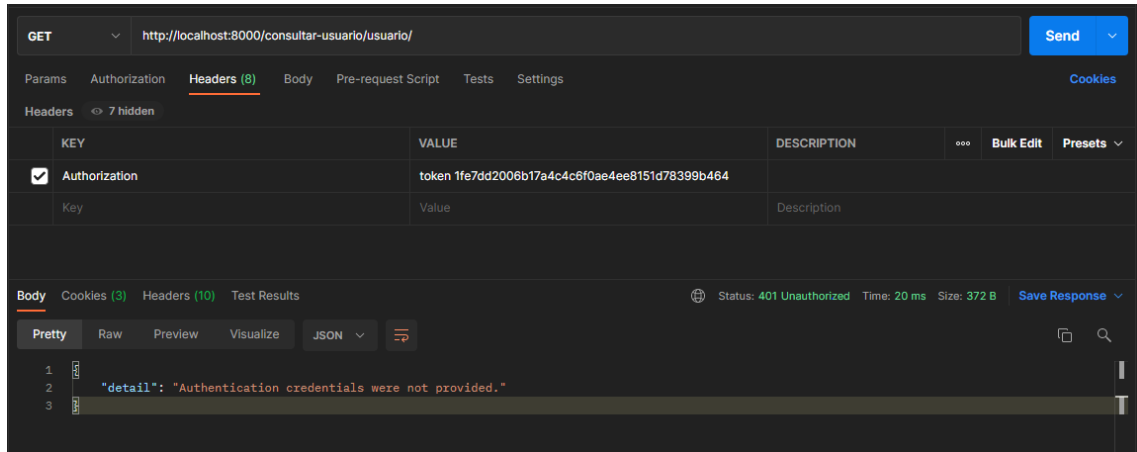 GET http://localhost:8000/consultar-usuario/usuario/ Send
Params Authorization Headers (8) Body Pre-request Script Tests Settings Cookies
Headers 7 hidden
KEY VALUE DESCRIPTION ooo Bulk Edit Presets
Authorization token 1fe7dd2006b17a4c4c6f0ae4ee8151d78399b464
Key Value Description
Body Cookies (3) Headers (10) Test Results Status: 401 Unauthorized Time: 20 ms Size: 372 B Save Response
Pretty Raw Preview Visualize JSON
1 {
2 "detail": "Authentication credentials were not provided."
3 }